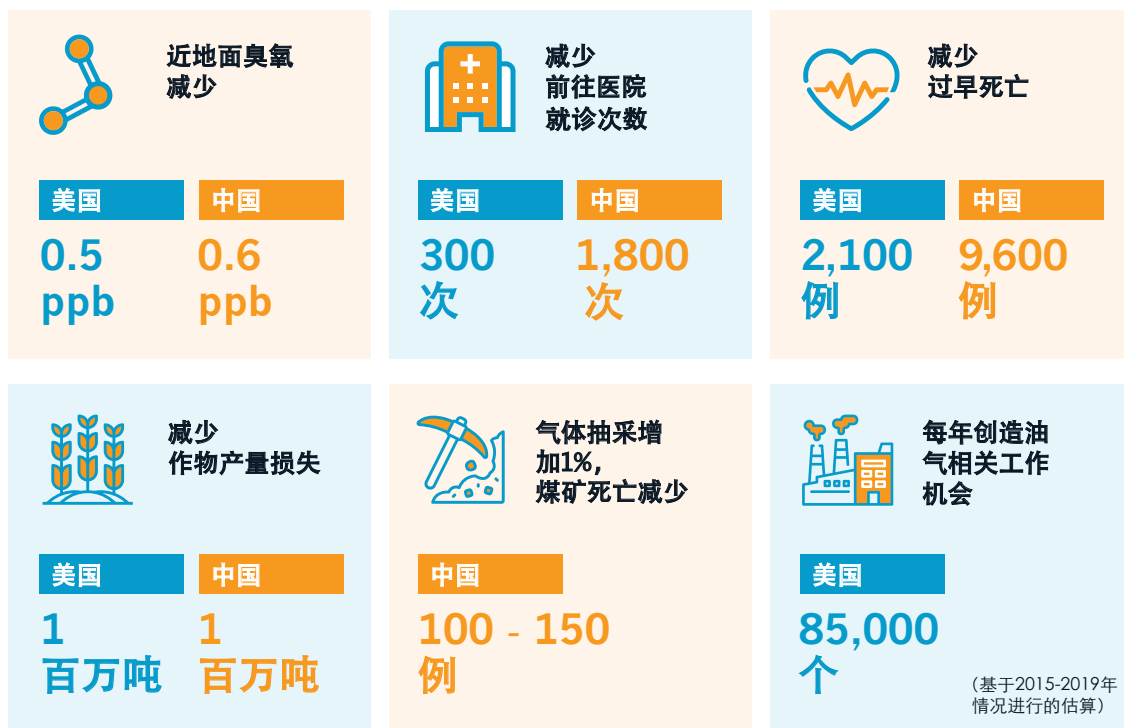 近地面臭氧
减少
美国
中国
0.5
ppb
0.6
ppb
减少
前往医院
就诊次数
美国
中国
300
次
1,800
次
减少
过早死亡
美国
中国
2,100
例
9,600
例
减少
作物产量损失
美国
中国
1
百万吨
1
百万吨
气体抽采增
加1%,
煤矿死亡减少
中国
100 - 150
例
每年创造油
气相关工作
机会
美国
85,000
个
（基于2015-2019年
情况进行的估算）